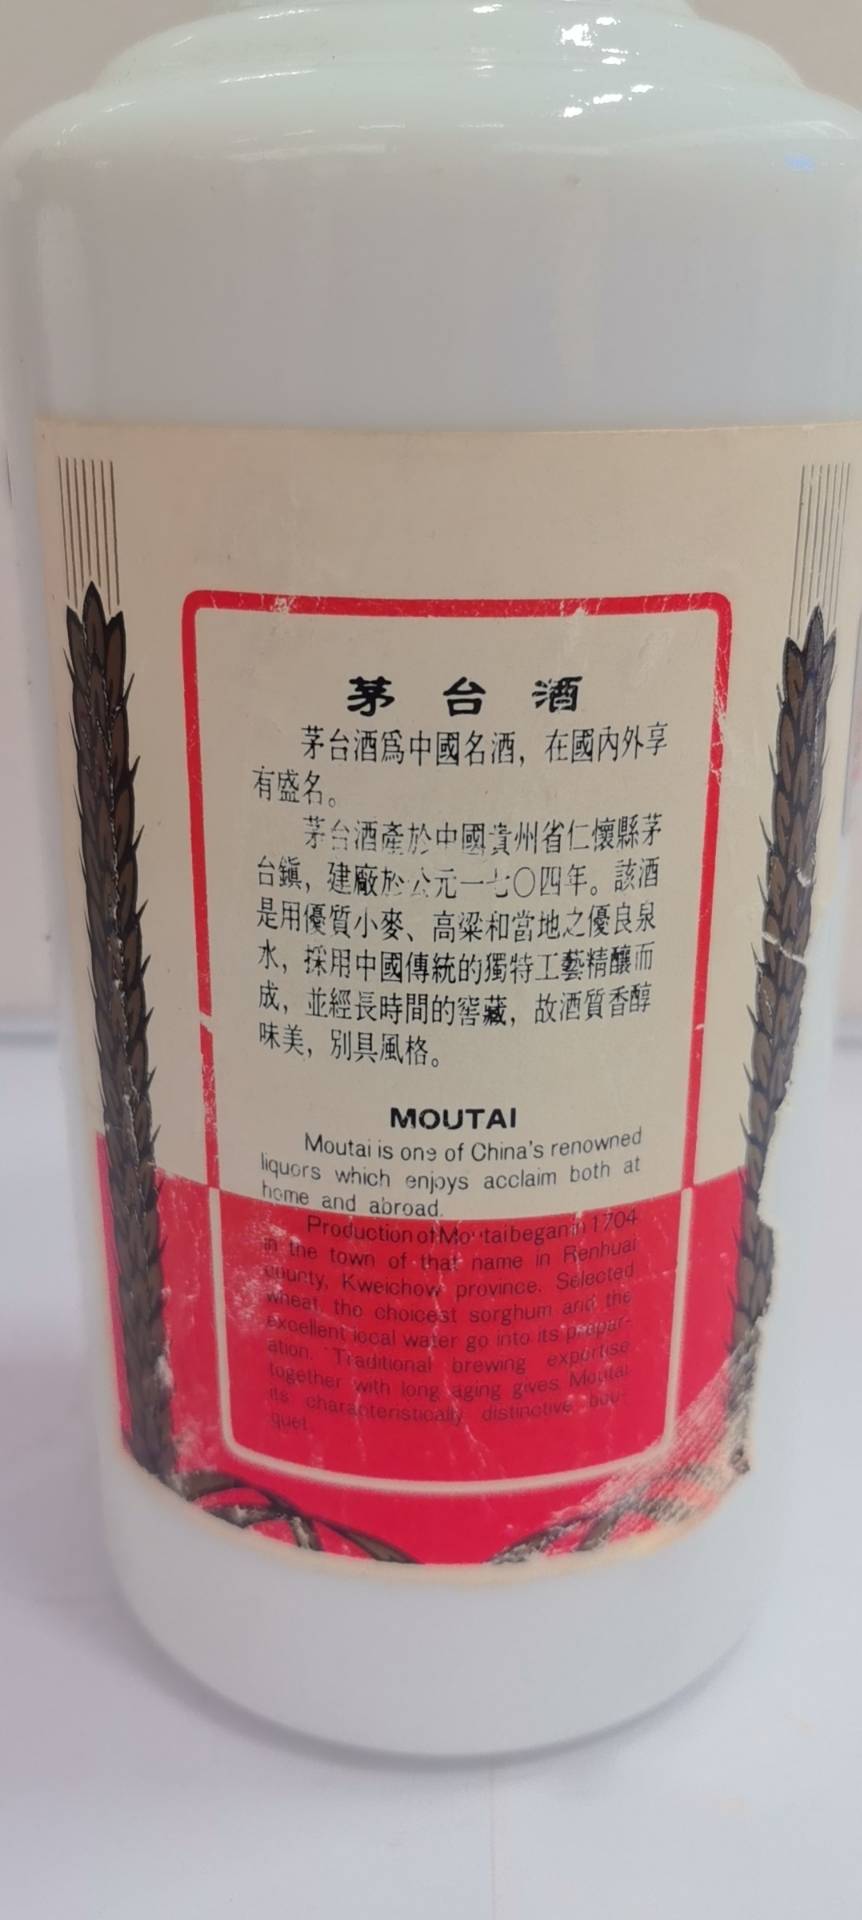 茅台酒
茅台酒爲中國名酒，在國內外享
有盛名。
茅台酒產於中國貴州省仁懷縣茅
台鎮，建廠於公元一七〇四年。該酒
是用優質小麥、高粱和當地之優良泉
水，採用中國傳統的獨特工藝精釀而
成，並經長時間的窖藏，故酒質香醇
味美，別具風格。
MOUTAI
Moutai is one of China's renowned
liquors which enjoys acclaim both at
home and abroad.
Production of Moutai began in 1704
in the town of that name in Renhuai
county, Kweichow province. Selected
wheat, the choicest sorghum and the
excellent local water go into its prepar-
ation. Traditional brewing expertise
together with long aging gives Moutai
its characteristically distinctive bou-
quet.